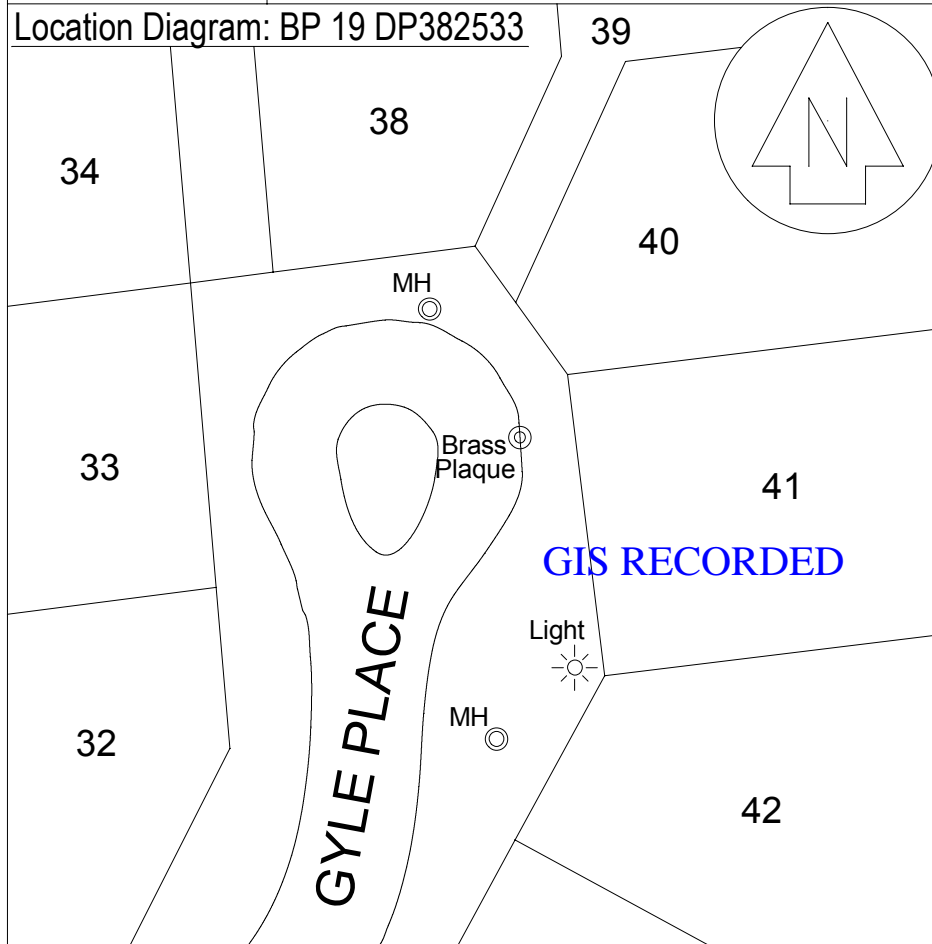 Location Diagram: BP 19 DP382533
39
38
34
N
40
MH
Brass
Plaque
33
41
GIS RECORDED
GYLE PLACE
Light
MH
32
42